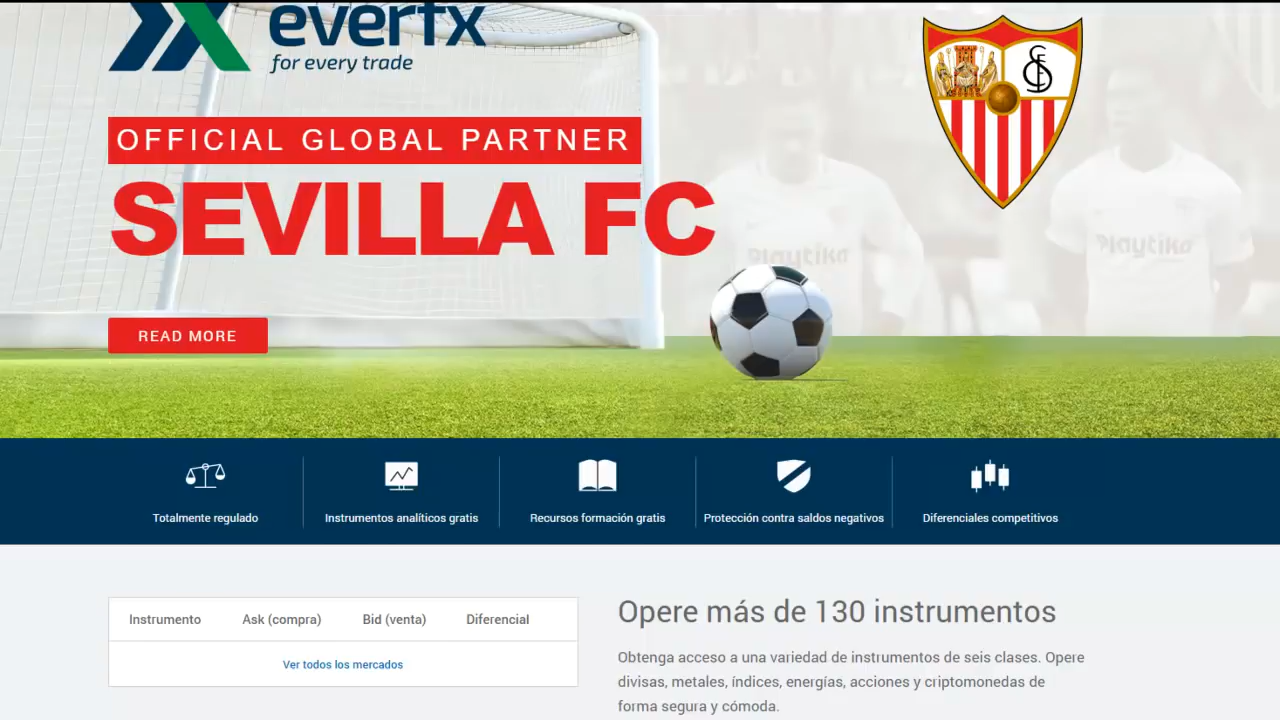 everfx
for every trade
OFFICIAL GLOBAL PARTNER
SEVILLA FC
Playtika
Playtika
READ MORE
Totalmente regulado
Instrumentos analíticos gratis
Recursos formación gratis
Protección contra saldos negativos
Diferenciales competitivos
Instrumento
Ask (compra)
Bid (venta)
Diferencial
Ver todos los mercados
Opere más de 130 instrumentos
Obtenga acceso a una variedad de instrumentos de seis clases. Opere
divisas, metales, índices, energías, acciones y criptomonedas de
forma segura y cómoda.